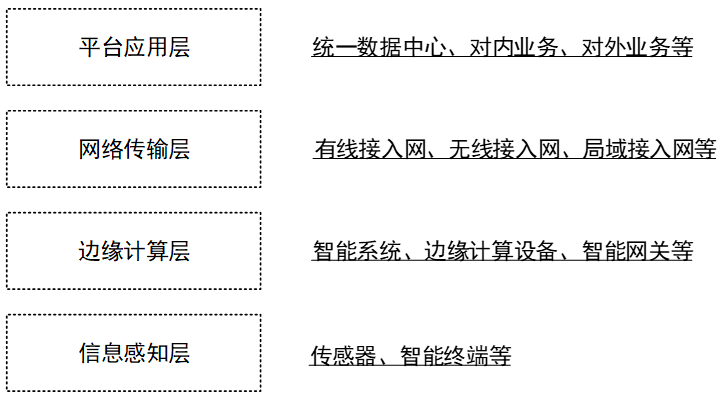 平台应用层
统一数据中心、对内业务、对外业务等
网络传输层
有线接入网、无线接入网、局域接入网等
边缘计算层
智能系统、边缘计算设备、智能网关等
信息感知层
传感器、智能终端等